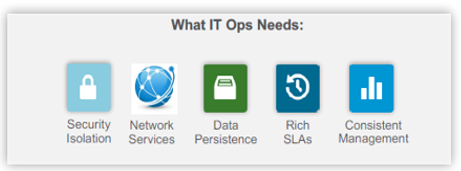 What IT Ops Needs:
Security Isolation
Network Services
Data Persistence
Rich SLAs
Consistent Management